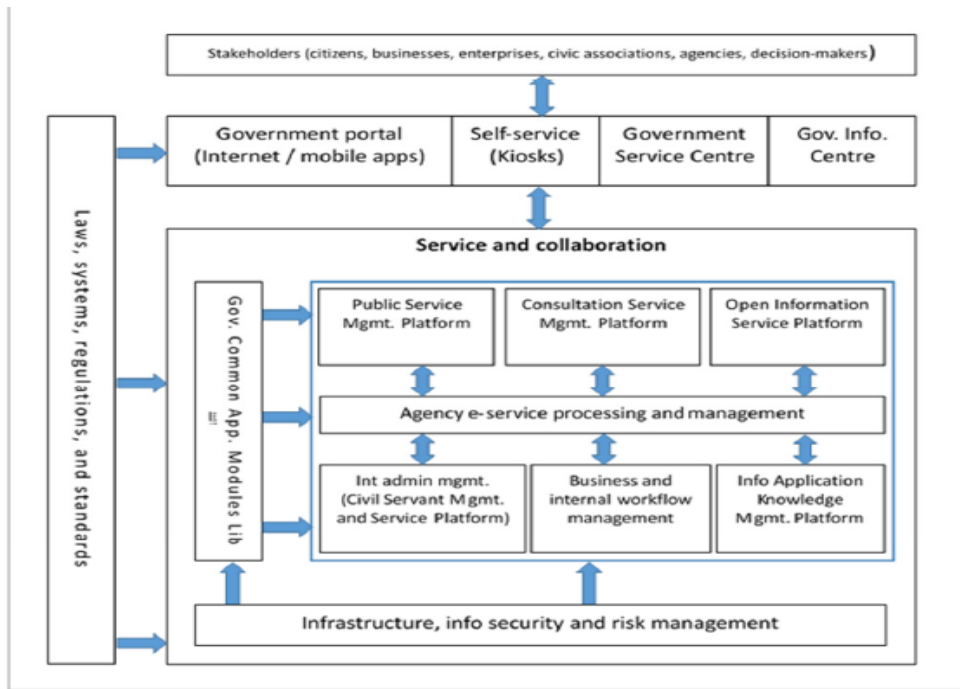 Stakeholders (citizens, businesses, enterprises, civic associations, agencies, decision-makers)
Government portal
(Internet / mobile apps)
Self-service
(Kiosks)
Government
Service Centre
Gov. Info.
Centre
Laws, systems, regulations, and standards
Service and collaboration
Gov. Common App. Modules Lib
Public Service
Mgmt. Platform
Consultation Service
Mgmt. Platform
Open Information
Service Platform
Agency e-service processing and management
Int admin mgmt.
(Civil Servant Mgmt.
and Service Platform)
Business and
internal workflow
management
Info Application
Knowledge
Mgmt. Platform
Infrastructure, info security and risk management